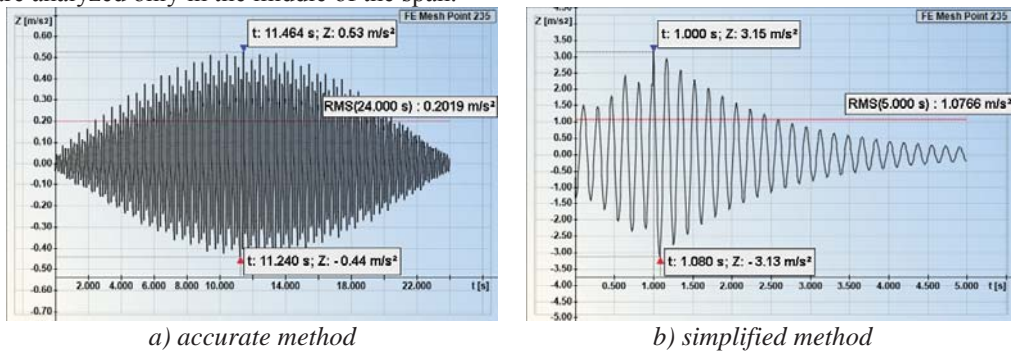 are analyzed only in the middle of the span.
Z [m/s²]
FE Mesh Point 235
0.60
t: 11.464 s; Z: 0.53 m/s²
0.50
0.40
0.30
RMS(24.000 s) : 0.2019 m/s²
0.20
0.10
0.00
-0.10
-0.20
-0.30
-0.40
t: 11.240 s; Z: -0.44 m/s²
-0.50
2.000 4.000 6.000 8.000 10.000 14.000 18.000 22.000 t [s]
-0.60
-0.70
a) accurate method
Z [m/s²]
FE Mesh Point 235
4.00
t: 1.000 s; Z: 3.15 m/s²
3.50
3.00
2.50
2.00
RMS(5.000 s) : 1.0766 m/s²
1.50
1.00
0.50
0.00
-0.50
-1.00
-1.50
-2.00
-2.50
-3.00
t: 1.080 s; Z: -3.13 m/s²
-3.50
0.500 1.000 1.500 2.000 2.500 3.000 3.500 4.000 4.500 5.000 t [s]
-4.00
-4.50
-5.00
b) simplified method